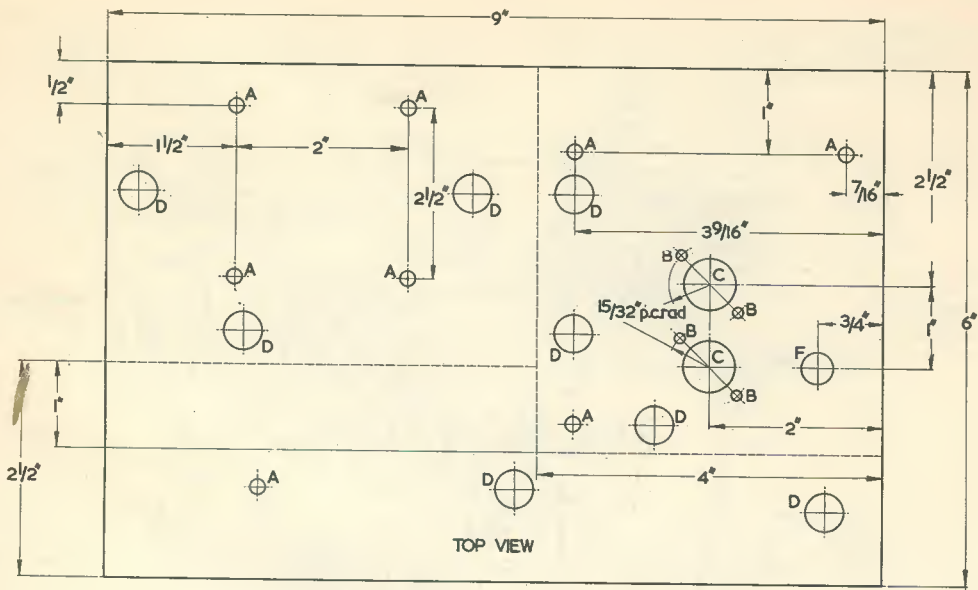 9"
1/2"
A
A
1"
1 1/2"
2"
A
A
D
D
D
2 1/2"
7/16"
2 1/2"
3 9/16"
A
A
B
C
B
15/32" p.c.rad
1"
3/4"
6"
D
D
B
C
F
B
1"
A
D
2"
2 1/2"
A
D
4"
D
TOP VIEW